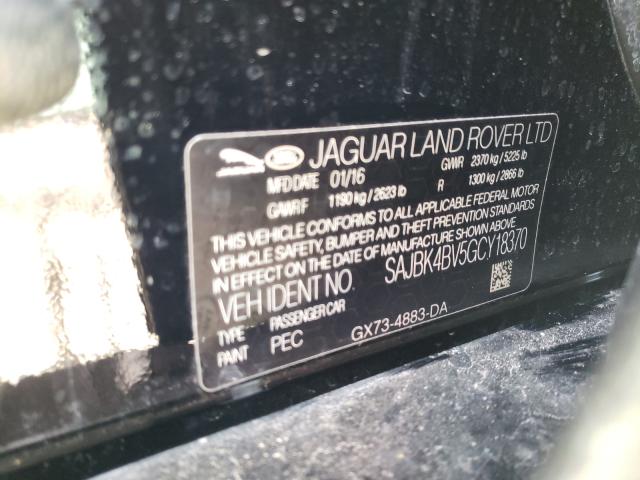 JAGUAR LAND ROVER LTD
MFD DATE 01/16 GVWR 2370 kg / 5225 lb
GAWR F 1190 kg / 2623 lb R 1300 kg / 2866 lb
THIS VEHICLE CONFORMS TO ALL APPLICABLE FEDERAL MOTOR
VEHICLE SAFETY, BUMPER AND THEFT PREVENTION STANDARDS
IN EFFECT ON THE DATE OF MANUFACTURE SHOWN ABOVE
VEH IDENT NO. SAJBK4BV5GCY18370
TYPE PASSENGER CAR
PAINT PEC GX73-4883-DA